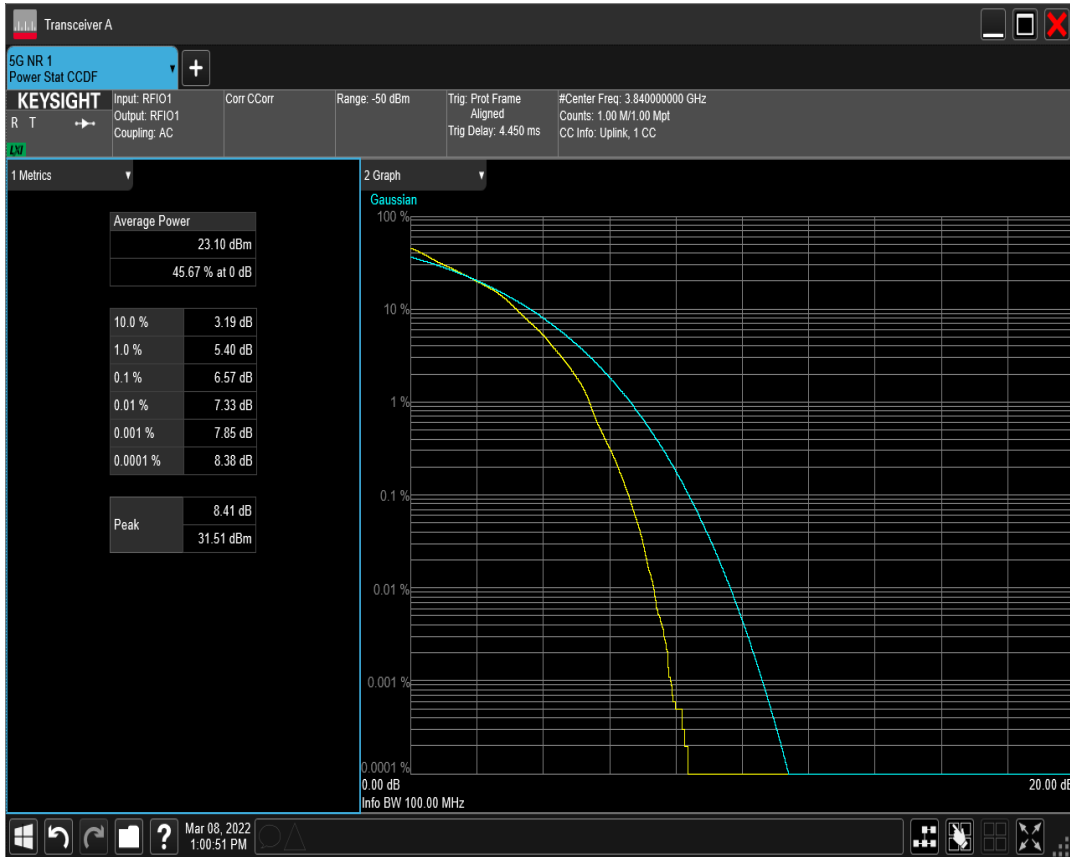 Transceiver A
5G NR 1
Power Stat CCDF
+
KEYSIGHT
R T
LXI
Input: RFIO1
Output: RFIO1
Coupling: AC
Corr CCorr
Range: -50 dBm
Trig: Prot Frame
Aligned
Trig Delay: 4.450 ms
#Center Freq: 3.840000000 GHz
Counts: 1.00 M/1.00 Mpt
CC Info: Uplink, 1 CC
1 Metrics
Average Power
23.10 dBm
45.67 % at 0 dB
10.0 % 3.19 dB
1.0 % 5.40 dB
0.1 % 6.57 dB
0.01 % 7.33 dB
0.001 % 7.85 dB
0.0001 % 8.38 dB
Peak
8.41 dB
31.51 dBm
2 Graph
Gaussian
100 %
10 %
1 %
0.1 %
0.01 %
0.001 %
0.0001 %
0.00 dB 20.00 dB
Info BW 100.00 MHz
?
Mar 08, 2022
1:00:51 PM